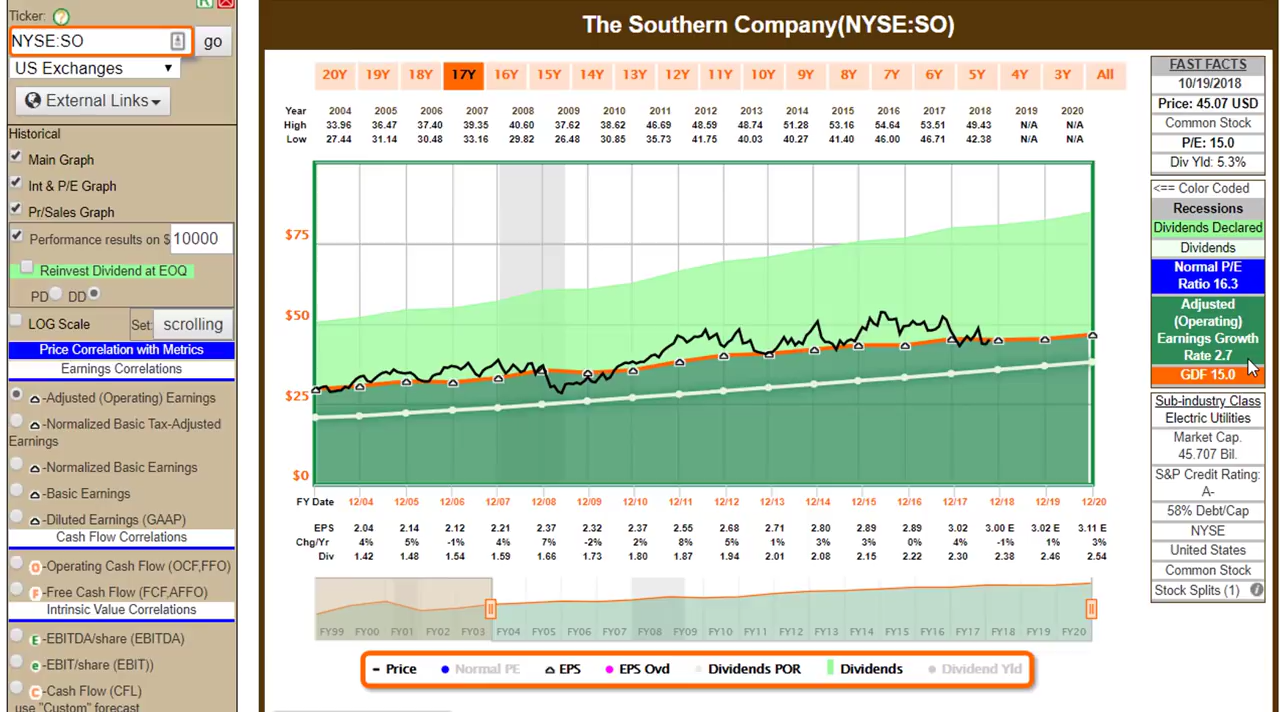 Ticker:
NYSE:SO
go
US Exchanges
External Links
Historical
Main Graph
Int & P/E Graph
Pr/Sales Graph
Performance results on $ 10000
Reinvest Dividend at EOQ
PD DD
LOG Scale Set: scrolling
Price Correlation with Metrics
Earnings Correlations
-Adjusted (Operating) Earnings
-Normalized Basic Tax-Adjusted
Earnings
-Normalized Basic Earnings
-Basic Earnings
-Diluted Earnings (GAAP)
Cash Flow Correlations
O-Operating Cash Flow (OCF,FFO)
F-Free Cash Flow (FCF,AFFO)
Intrinsic Value Correlations
E-EBITDA/share (EBITDA)
e-EBIT/share (EBIT))
C-Cash Flow (CFL)
use "Custom" forecast
The Southern Company(NYSE:SO)
20Y 19Y 18Y 17Y 16Y 15Y 14Y 13Y 12Y 11Y 10Y 9Y 8Y 7Y 6Y 5Y 4Y 3Y All
Year 2004 2005 2006 2007 2008 2009 2010 2011 2012 2013 2014 2015 2016 2017 2018 2019 2020
High 33.96 36.47 37.40 39.35 40.60 37.62 38.62 46.69 48.59 48.74 51.28 53.16 54.64 53.51 49.43 N/A N/A
Low 27.44 31.14 30.48 33.16 29.82 26.48 30.85 35.73 41.75 40.03 40.27 41.40 46.00 46.71 42.38 N/A N/A
$75
$50
$25
$0
FY Date 12/04 12/05 12/06 12/07 12/08 12/09 12/10 12/11 12/12 12/13 12/14 12/15 12/16 12/17 12/18 12/19 12/20
EPS 2.04 2.14 2.12 2.21 2.37 2.32 2.37 2.55 2.68 2.71 2.80 2.89 2.89 3.02 3.00 E 3.02 E 3.11 E
Chg/Yr 4% 5% -1% 4% 7% -2% 2% 8% 5% 1% 3% 3% 0% 4% -1% 1% 3%
Div 1.42 1.48 1.54 1.59 1.66 1.73 1.80 1.87 1.94 2.01 2.08 2.15 2.22 2.30 2.38 2.46 2.54
FY99 FY00 FY01 FY02 FY03 FY04 FY05 FY06 FY07 FY08 FY09 FY10 FY11 FY12 FY13 FY14 FY15 FY16 FY17 FY18 FY19 FY20
Price Normal PE EPS EPS Ovd Dividends POR Dividends Dividend Yld
FAST FACTS
10/19/2018
Price: 45.07 USD
Common Stock
P/E: 15.0
Div Yld: 5.3%
<== Color Coded
Recessions
Dividends Declared
Dividends
Normal P/E
Ratio 16.3
Adjusted
(Operating)
Earnings Growth
Rate 2.7
GDF 15.0
Sub-industry Class
Electric Utilities
Market Cap.
45.707 Bil.
S&P Credit Rating:
A-
58% Debt/Cap
NYSE
United States
Common Stock
Stock Splits (1) i